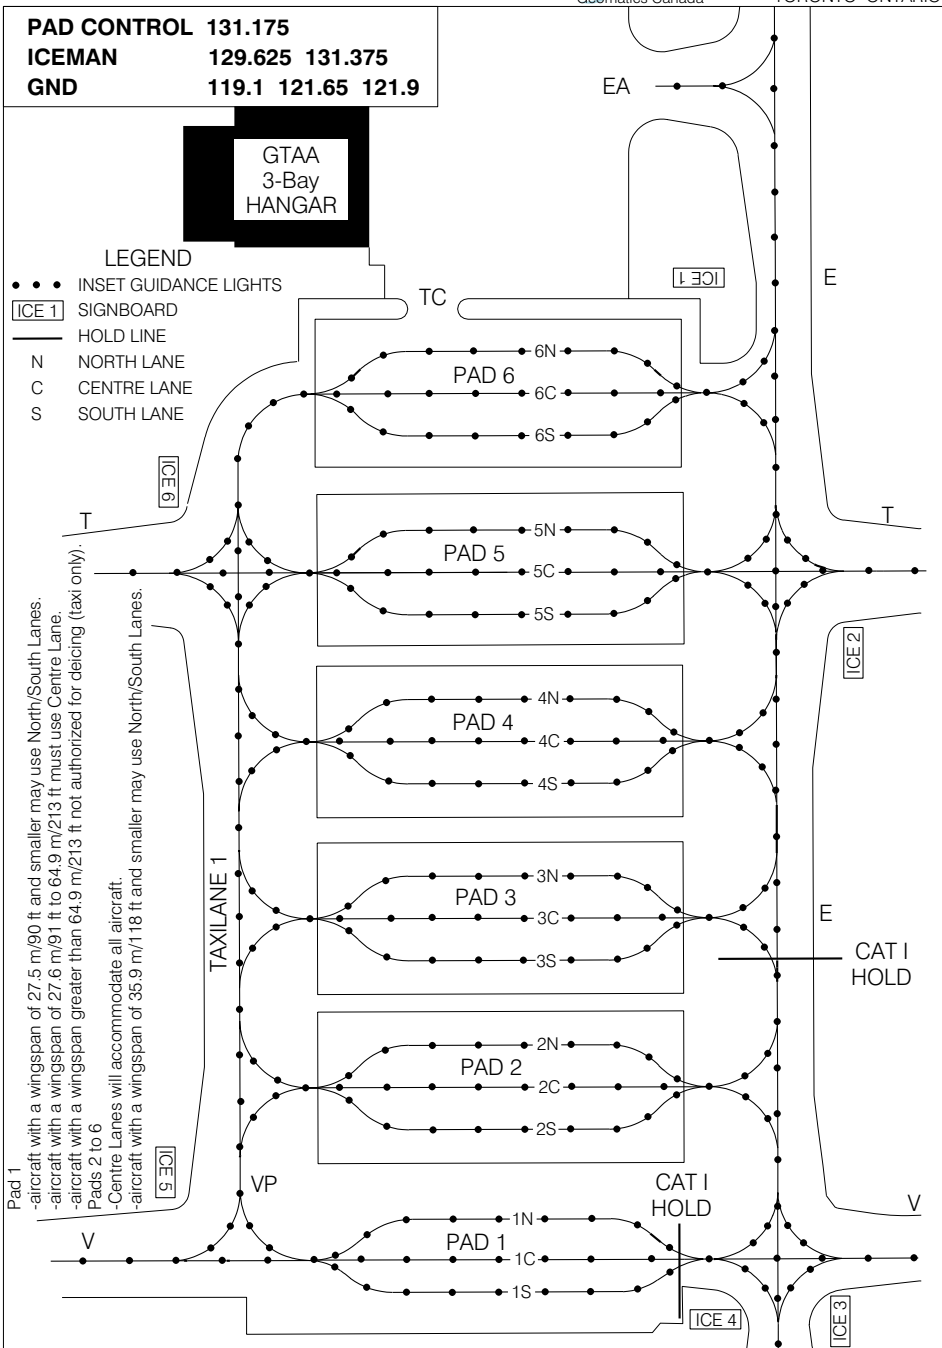 Geomatics Canada
TORONTO ONTARIO
PAD CONTROL 131.175
ICEMAN 129.625 131.375
GND 119.1 121.65 121.9
EA
GTAA
3-Bay
HANGAR
LEGEND
INSET GUIDANCE LIGHTS
ICE 1 SIGNBOARD
HOLD LINE
N NORTH LANE
C CENTRE LANE
S SOUTH LANE
ICE 1
E
TC
6N
PAD 6
6C
6S
ICE 6
T
T
5N
PAD 5
5C
5S
ICE 2
4N
PAD 4
4C
4S
TAXILANE 1
3N
PAD 3
3C
3S
E
CAT I
HOLD
2N
PAD 2
2C
2S
Pad 1
-aircraft with a wingspan of 27.5 m/90 ft and smaller may use North/South Lanes.
-aircraft with a wingspan of 27.6 m/91 ft to 64.9 m/213 ft must use Centre Lane.
-aircraft with a wingspan greater than 64.9 m/213 ft not authorized for deicing (taxi only).
Pads 2 to 6
-Centre Lanes will accommodate all aircraft.
-aircraft with a wingspan of 35.9 m/118 ft and smaller may use North/South Lanes.
ICE 5
VP
CAT I
HOLD
V
V
1N
PAD 1
1C
1S
ICE 4
ICE 3